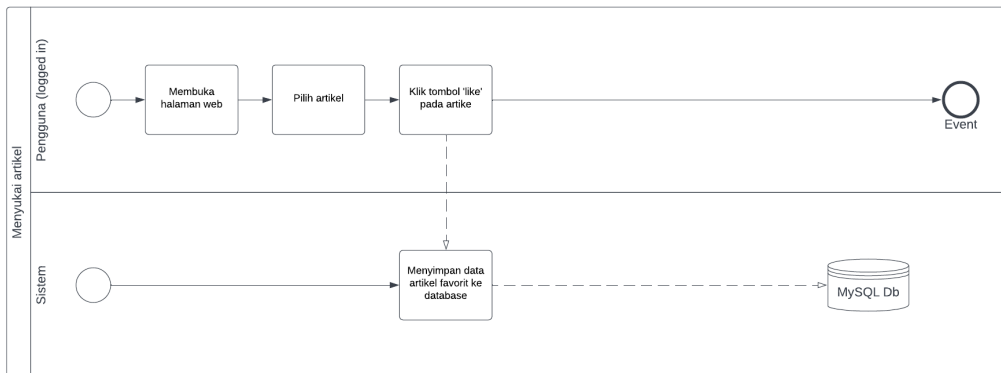 Menyukai artikel
Pengguna (logged in)
Membuka
halaman web
Pilih artikel
Klik tombol 'like'
pada artike
Event
Sistem
Menyimpan data
artikel favorit ke
database
MySQL Db